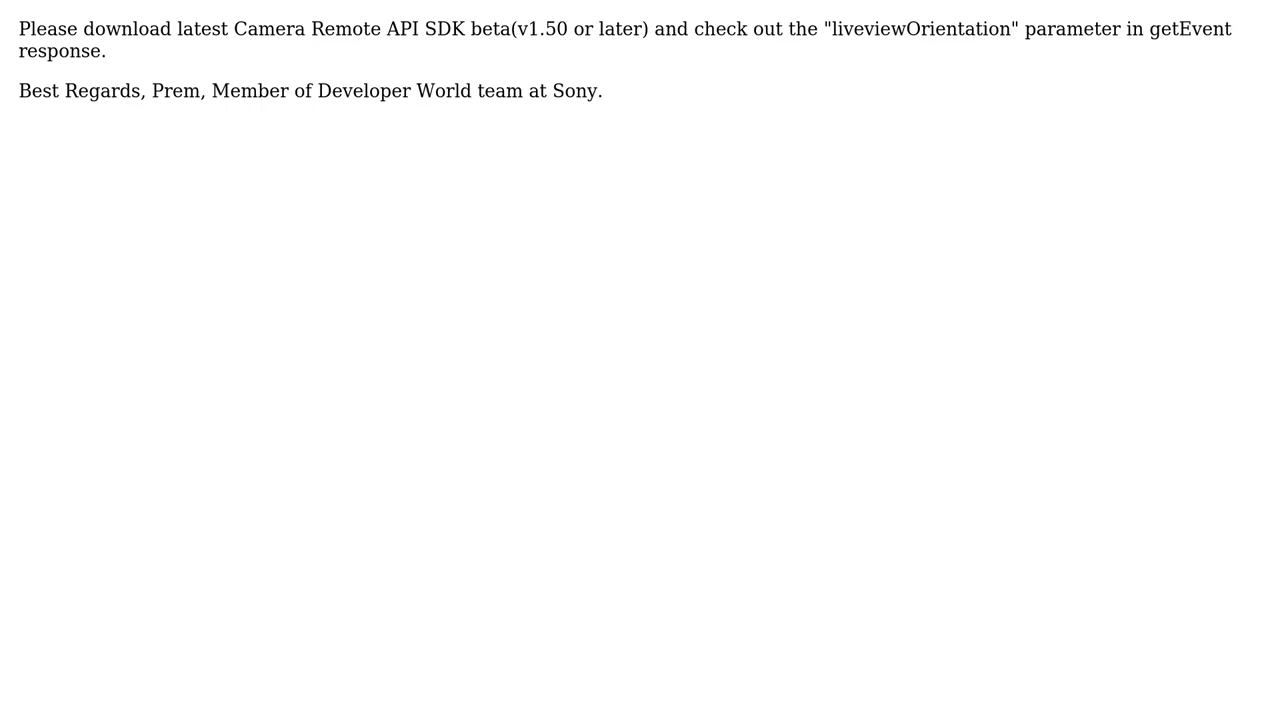 Please download latest Camera Remote API SDK beta(v1.50 or later) and check out the "liveviewOrientation" parameter in getEvent
response.
Best Regards, Prem, Member of Developer World team at Sony.